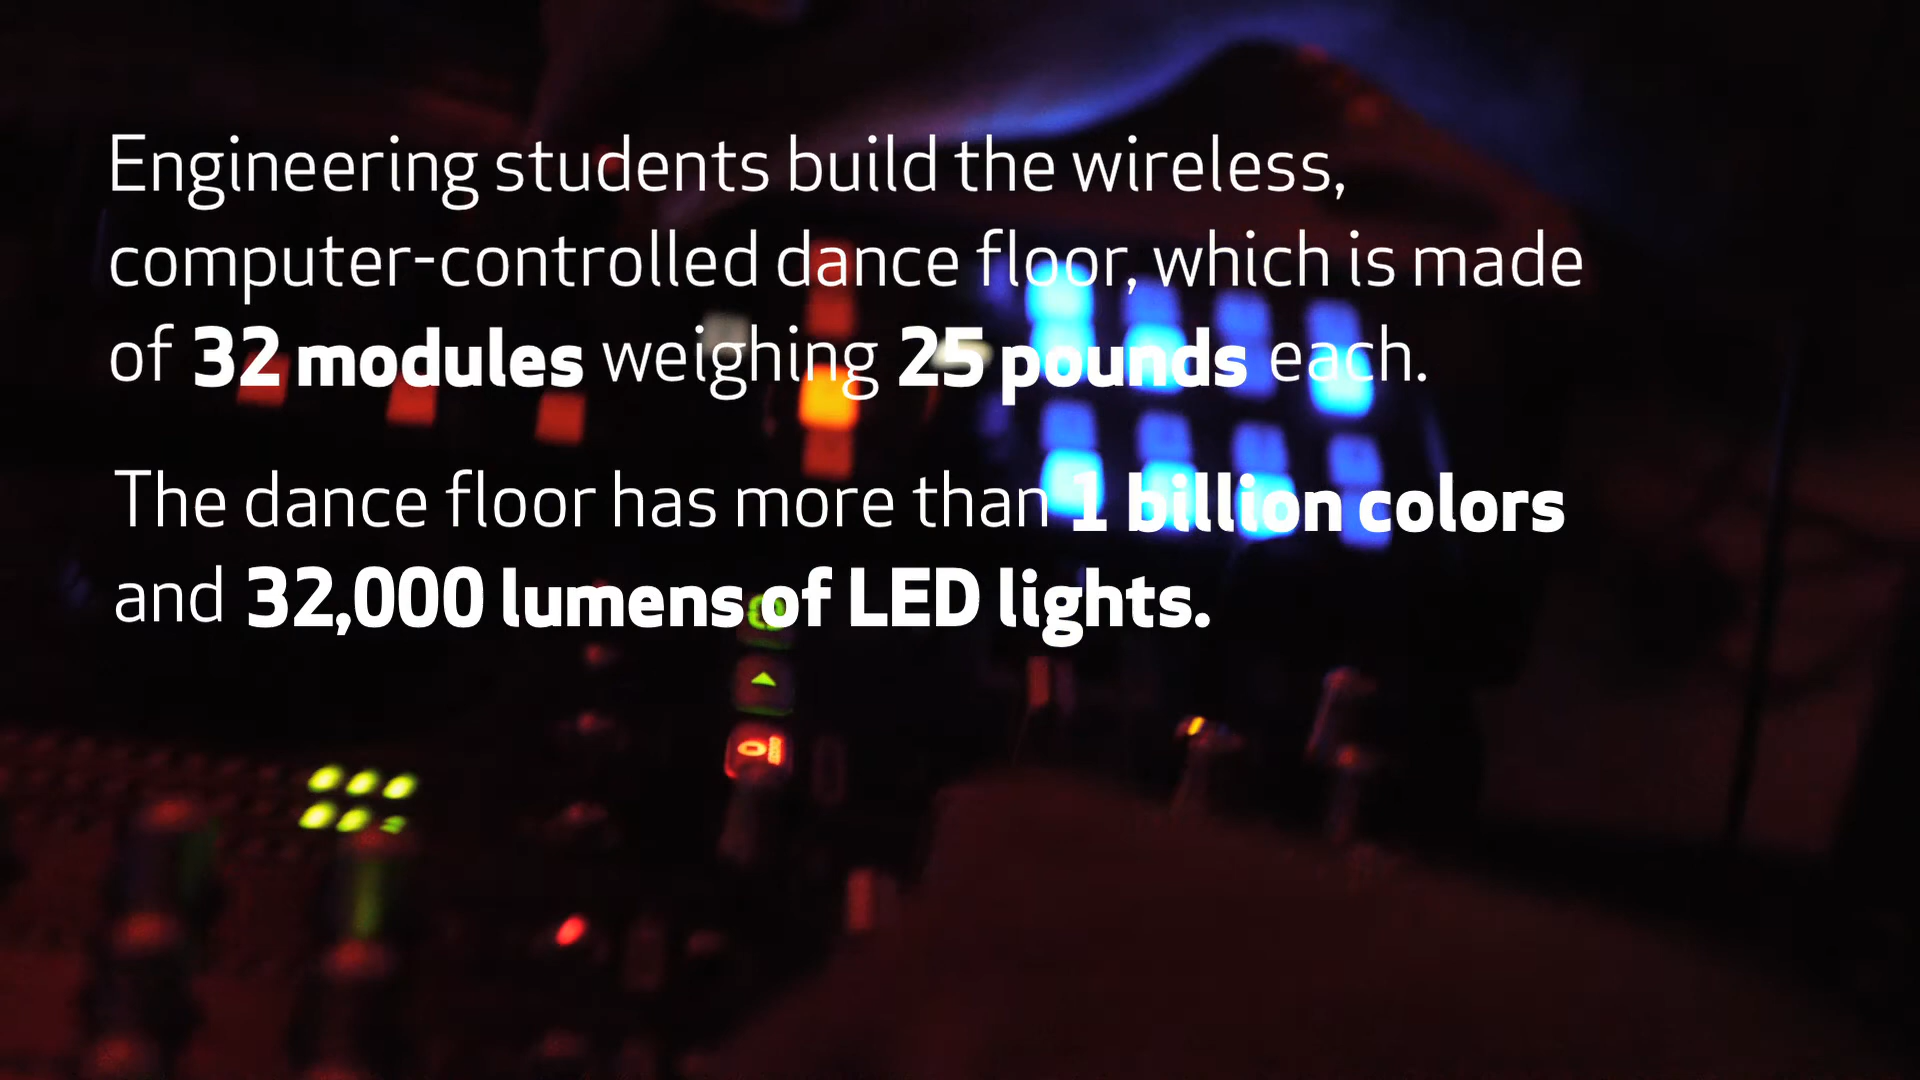 Engineering students build the wireless,
computer-controlled dance floor, which is made
of 32 modules weighing 25 pounds each.
The dance floor has more than 1 billion colors
and 32,000 lumens of LED lights.